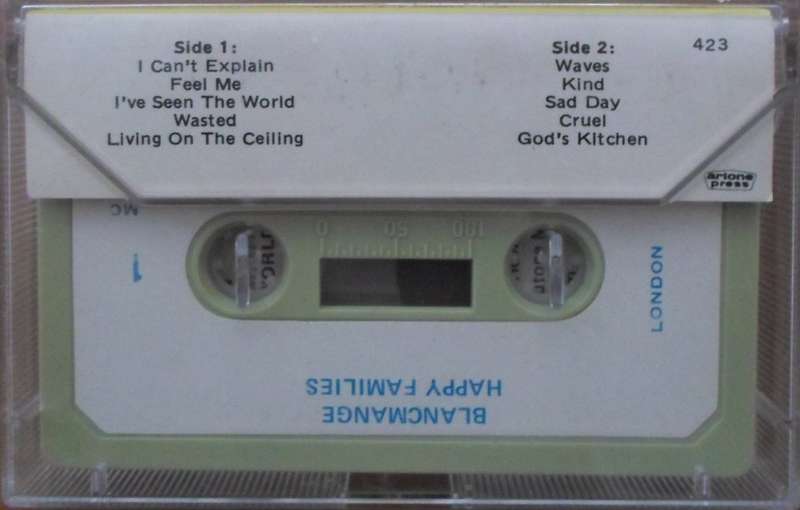 Side 1:
I Can't Explain
Feel Me
I've Seen The World
Wasted
Living On The Ceiling
Side 2:
Waves
Kind
Sad Day
Cruel
God's KItchen
423
arione
press
MC
1
0 50 100
LONDON
BLANCMANGE
HAPPY FAMILIES